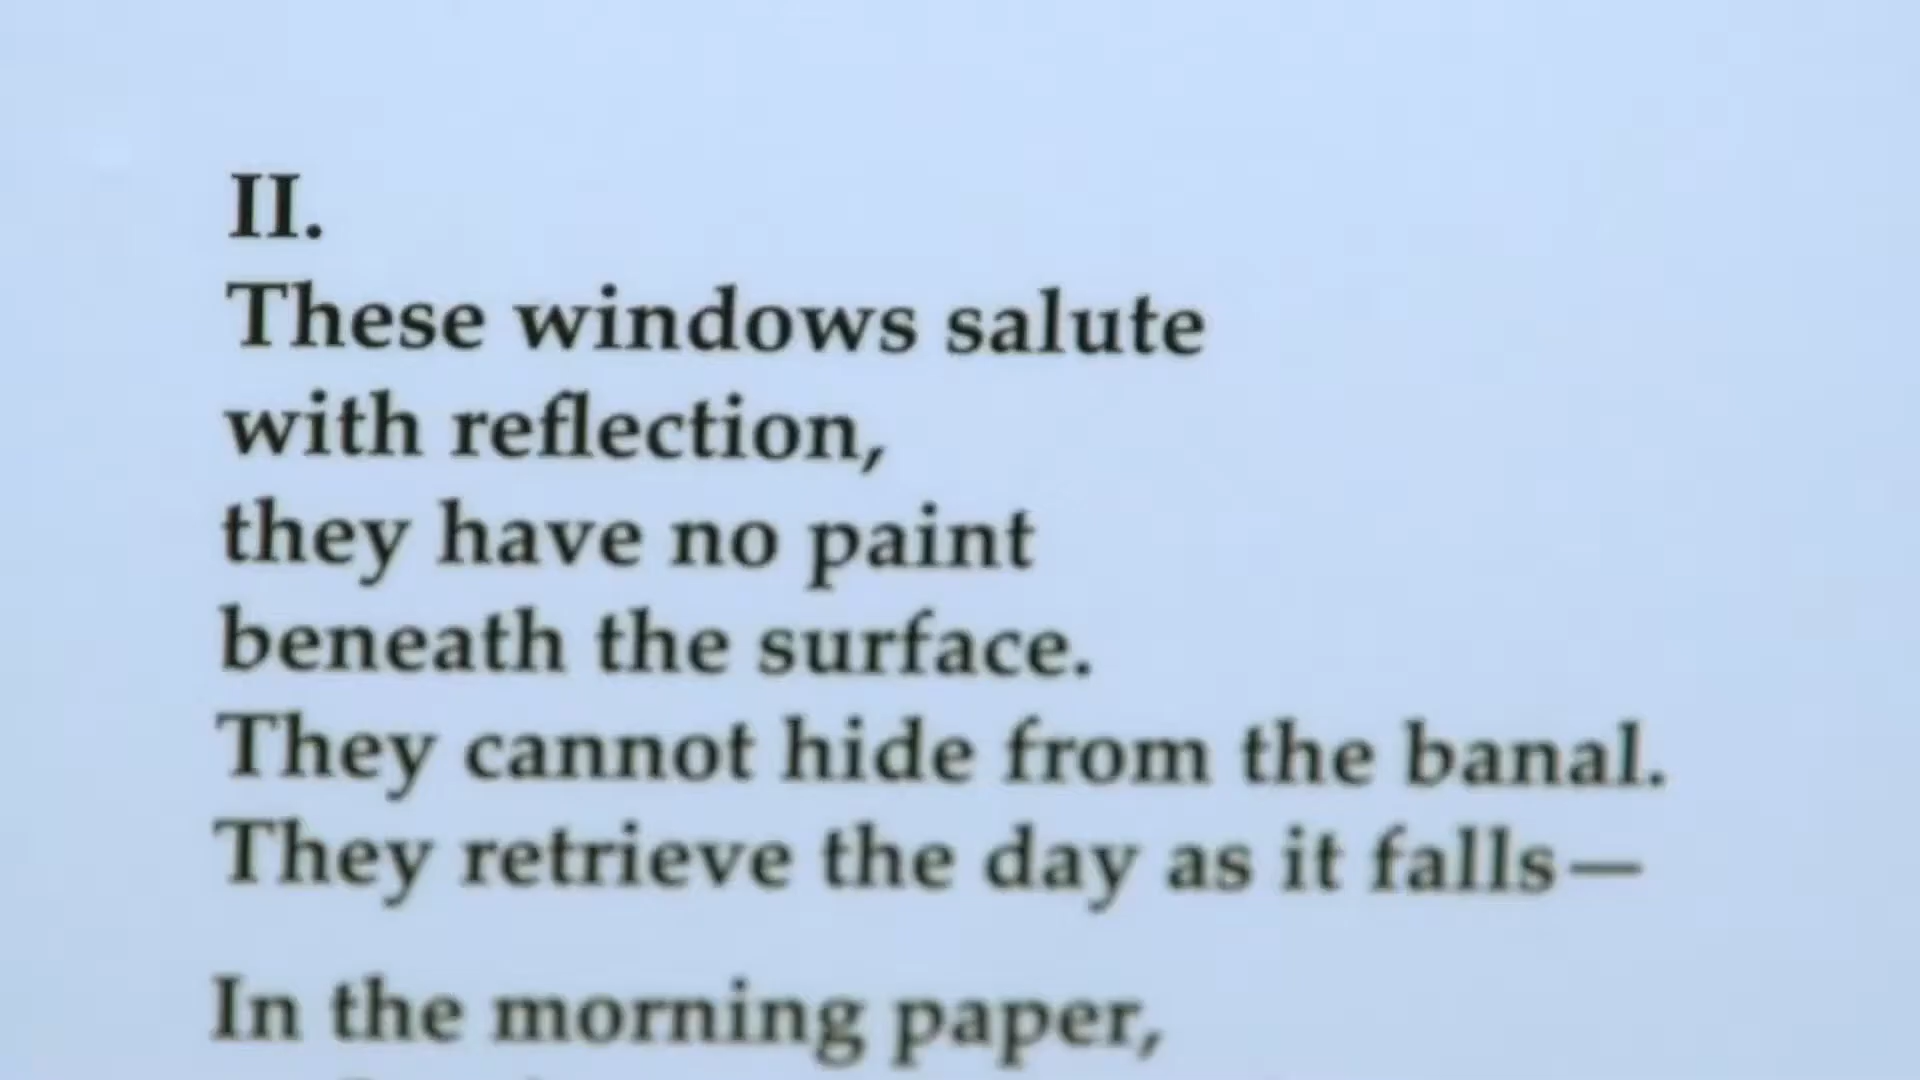 II.
These windows salute
with reflection,
they have no paint
beneath the surface.
They cannot hide from the banal.
They retrieve the day as it falls—
In the morning paper,